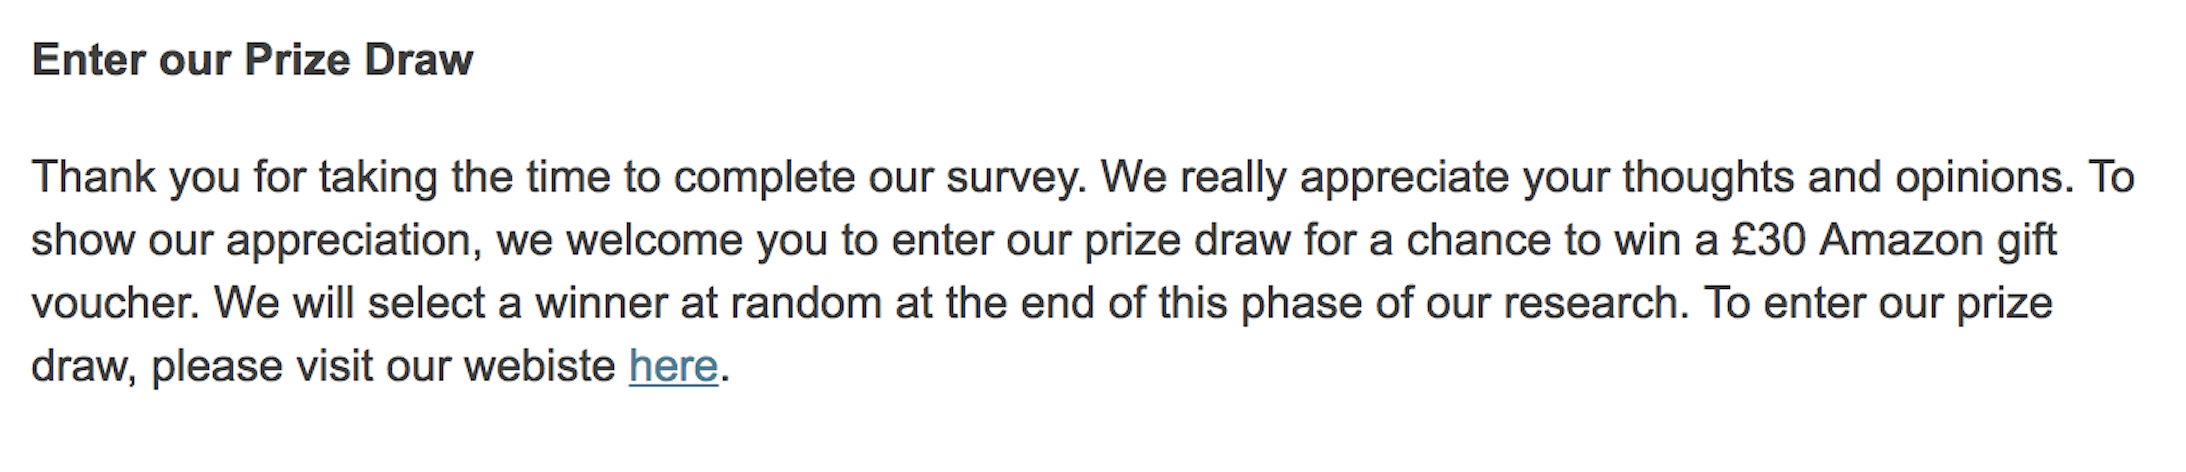 Enter our Prize Draw
Thank you for taking the time to complete our survey. We really appreciate your thoughts and opinions. To
show our appreciation, we welcome you to enter our prize draw for a chance to win a £30 Amazon gift
voucher. We will select a winner at random at the end of this phase of our research. To enter our prize
draw, please visit our webiste here.